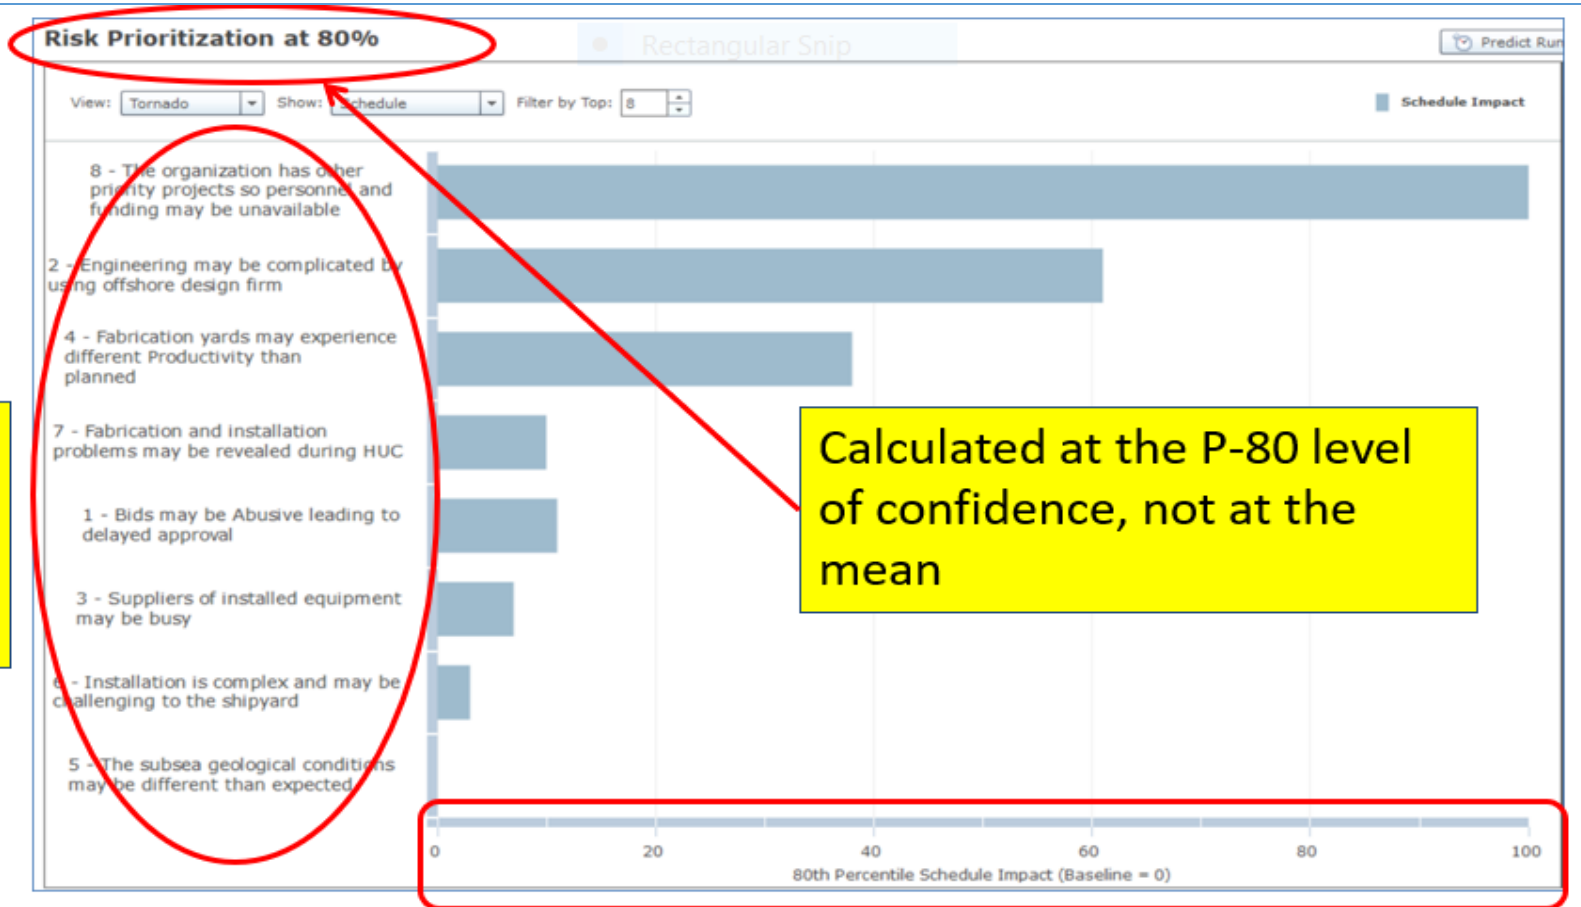 Risk Prioritization at 80%
Rectangular Snip
Predict Run
View: Tornado Show: Schedule Filter by Top: 8
Schedule Impact
8 - The organization has other
priority projects so personnel and
funding may be unavailable
2 - Engineering may be complicated by
using offshore design firm
4 - Fabrication yards may experience
different Productivity than
planned
7 - Fabrication and installation
problems may be revealed during HUC
1 - Bids may be Abusive leading to
delayed approval
3 - Suppliers of installed equipment
may be busy
6 - Installation is complex and may be
challenging to the shipyard
5 - The subsea geological conditions
may be different than expected
Calculated at the P-80 level
of confidence, not at the
mean
0 20 40 60 80 100
80th Percentile Schedule Impact (Baseline = 0)